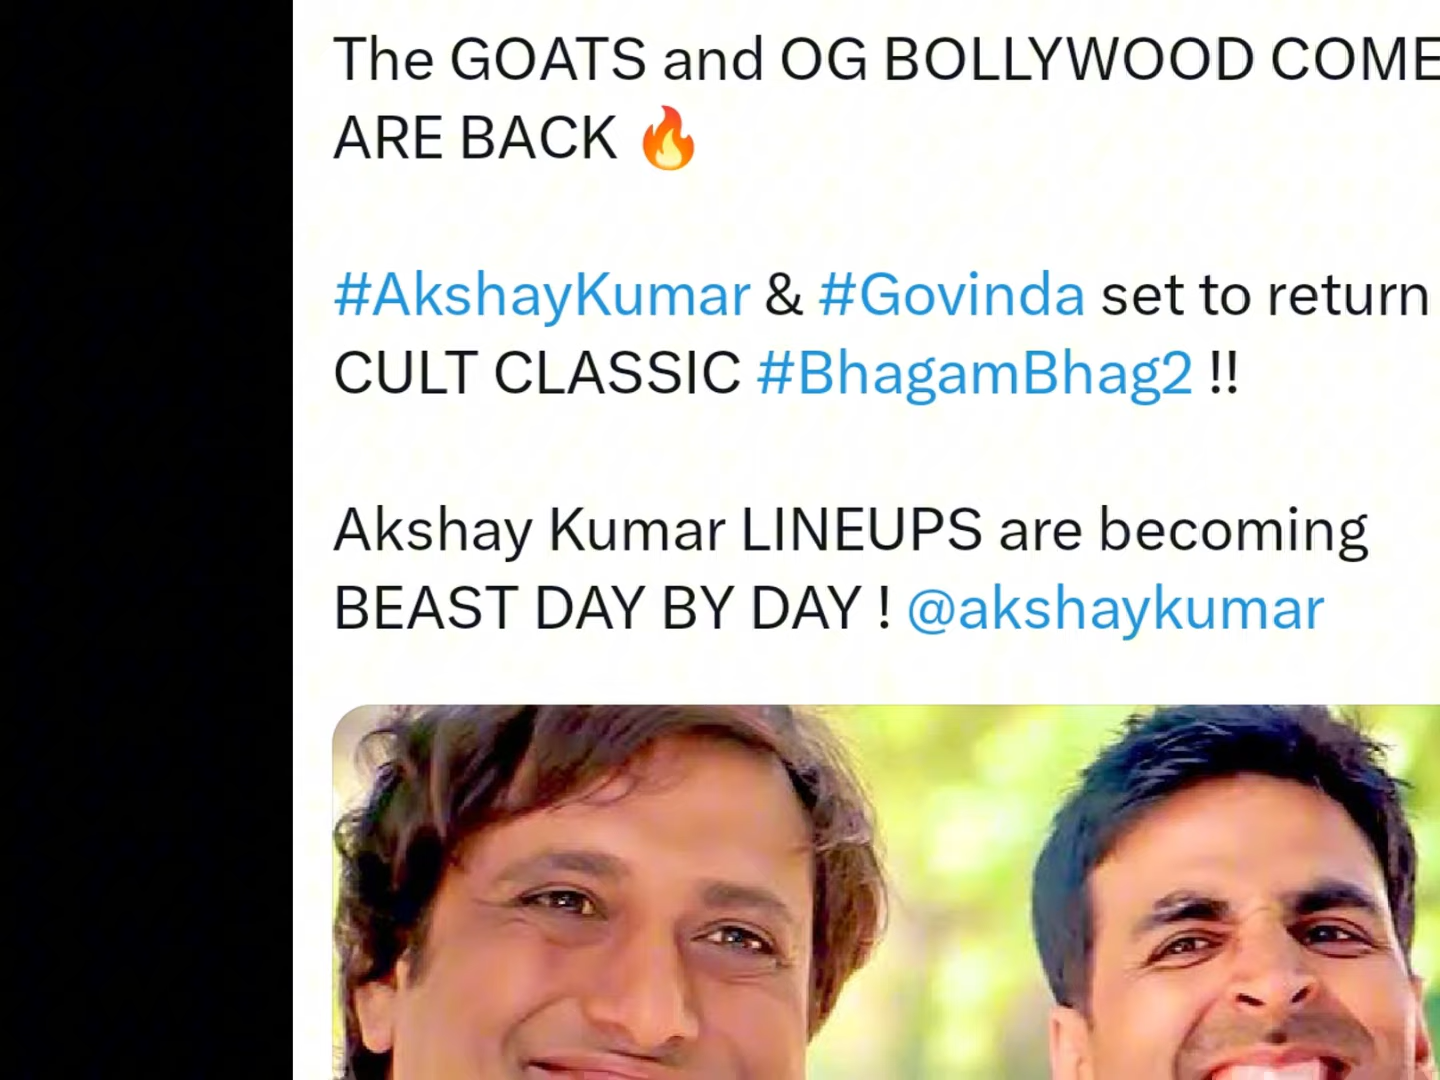 The GOATS and OG BOLLYWOOD COME
ARE BACK 🔥
#AkshayKumar & #Govinda set to return
CULT CLASSIC #BhagamBhag2 !!
Akshay Kumar LINEUPS are becoming
BEAST DAY BY DAY ! @akshaykumar